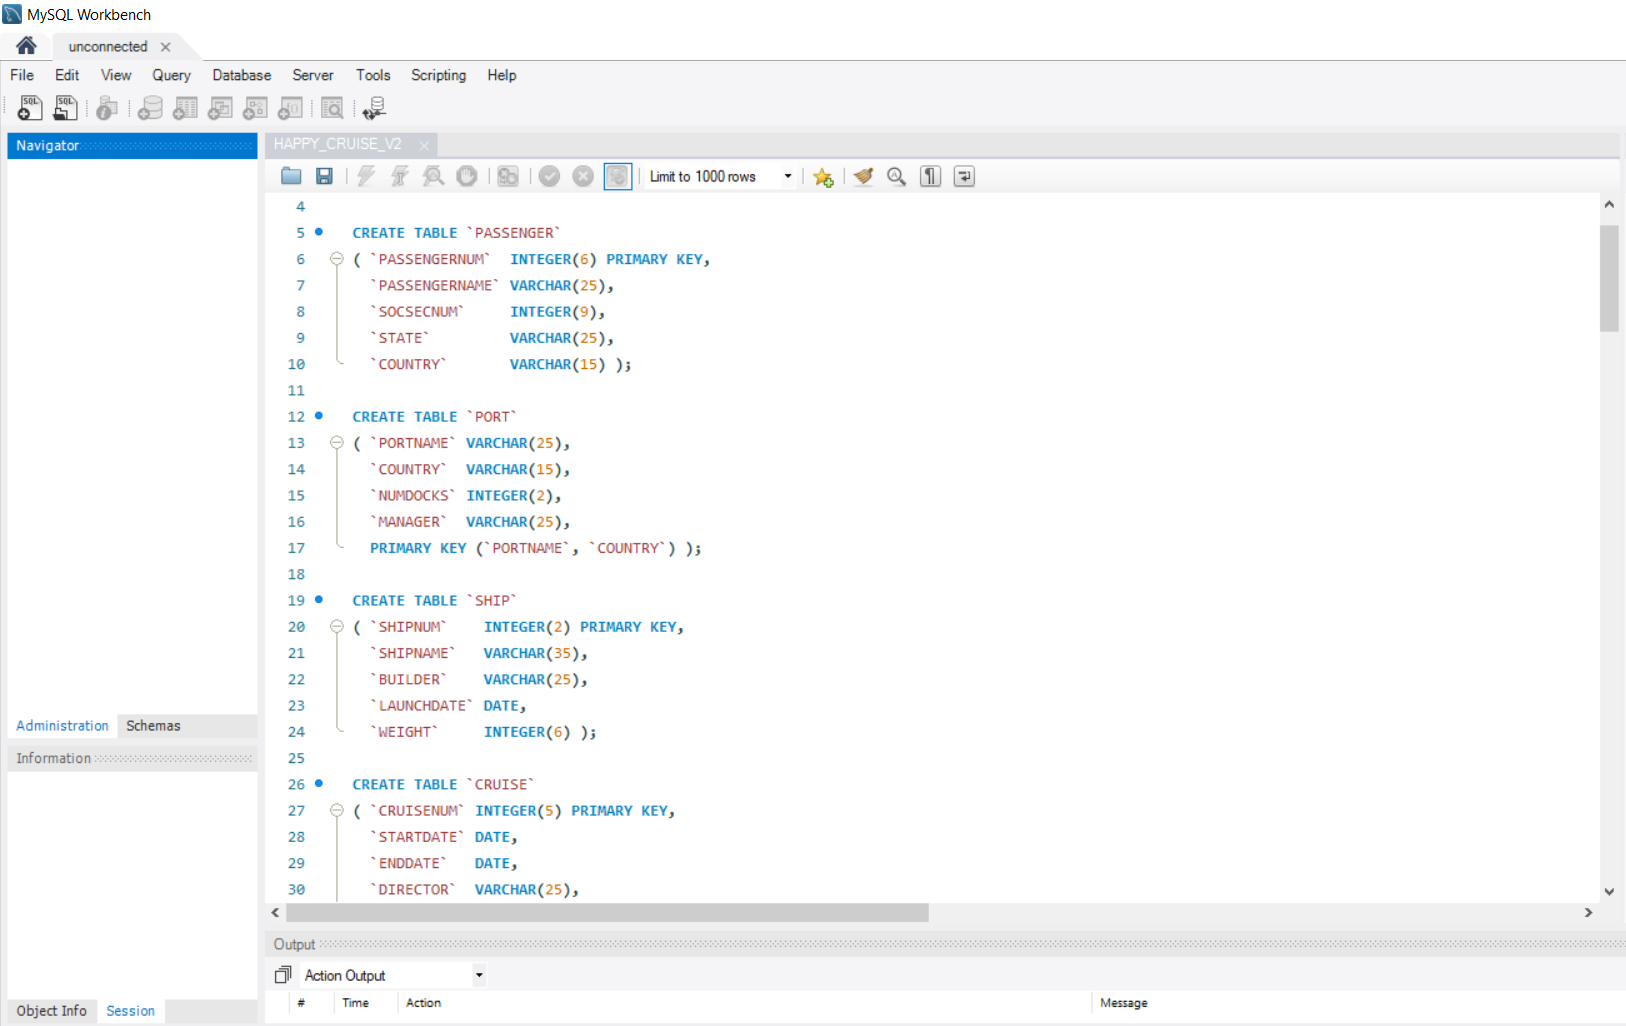 MySQL Workbench
unconnected
File Edit View Query Database Server Tools Scripting Help
Navigator
HAPPY_CRUISE_V2
Limit to 1000 rows
4
5 CREATE TABLE `PASSENGER`
6 ( `PASSENGERNUM`  INTEGER(6) PRIMARY KEY,
7 `PASSENGERNAME` VARCHAR(25),
8 `SOCSECNUM`     INTEGER(9),
9 `STATE`         VARCHAR(25),
10 `COUNTRY`       VARCHAR(15) );
11
12 CREATE TABLE `PORT`
13 ( `PORTNAME` VARCHAR(25),
14 `COUNTRY`  VARCHAR(15),
15 `NUMDOCKS` INTEGER(2),
16 `MANAGER`  VARCHAR(25),
17 PRIMARY KEY (`PORTNAME`, `COUNTRY`) );
18
19 CREATE TABLE `SHIP`
20 ( `SHIPNUM`    INTEGER(2) PRIMARY KEY,
21 `SHIPNAME`   VARCHAR(35),
22 `BUILDER`    VARCHAR(25),
23 `LAUNCHDATE` DATE,
24 `WEIGHT`     INTEGER(6) );
25
26 CREATE TABLE `CRUISE`
27 ( `CRUISENUM` INTEGER(5) PRIMARY KEY,
28 `STARTDATE` DATE,
29 `ENDDATE`   DATE,
30 `DIRECTOR`  VARCHAR(25),
Administration Schemas
Information
Object Info Session
Output
Action Output
# Time Action Message